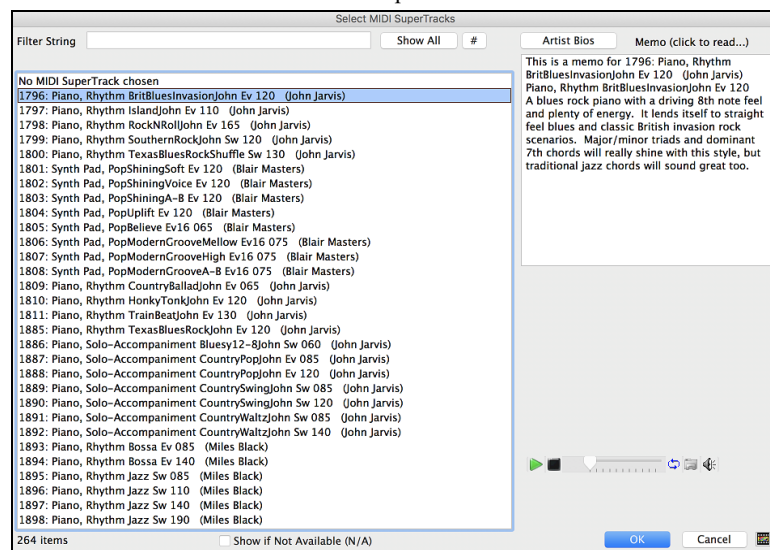 Select MIDI SuperTracks
Filter String
Show All
#
Artist Bios
Memo (click to read...)
No MIDI SuperTrack chosen
1796: Piano, Rhythm BritBluesInvasionJohn Ev 120 (John Jarvis)
1797: Piano, Rhythm IslandJohn Ev 110 (John Jarvis)
1798: Piano, Rhythm RockNRollJohn Ev 165 (John Jarvis)
1799: Piano, Rhythm SouthernRockJohn Sw 120 (John Jarvis)
1800: Piano, Rhythm TexasBluesRockShuffle Sw 130 (John Jarvis)
1801: Synth Pad, PopShiningSoft Ev 120 (Blair Masters)
1802: Synth Pad, PopShiningVoice Ev 120 (Blair Masters)
1803: Synth Pad, PopShiningA-B Ev 120 (Blair Masters)
1804: Synth Pad, PopUplift Ev 120 (Blair Masters)
1805: Synth Pad, PopBelieve Ev16 065 (Blair Masters)
1806: Synth Pad, PopModernGrooveMellow Ev16 075 (Blair Masters)
1807: Synth Pad, PopModernGrooveHigh Ev16 075 (Blair Masters)
1808: Synth Pad, PopModernGrooveA-B Ev16 075 (Blair Masters)
1809: Piano, Rhythm CountryBalladJohn Ev 065 (John Jarvis)
1810: Piano, Rhythm HonkyTonkJohn Ev 120 (John Jarvis)
1811: Piano, Rhythm TrainBeatJohn Ev 130 (John Jarvis)
1885: Piano, Rhythm TexasBluesRockJohn Ev 120 (John Jarvis)
1886: Piano, Solo-Accompaniment Bluesy12-8John Sw 060 (John Jarvis)
1887: Piano, Solo-Accompaniment CountryPopJohn Ev 085 (John Jarvis)
1888: Piano, Solo-Accompaniment CountryPopJohn Ev 120 (John Jarvis)
1889: Piano, Solo-Accompaniment CountrySwingJohn Sw 085 (John Jarvis)
1890: Piano, Solo-Accompaniment CountrySwingJohn Sw 120 (John Jarvis)
1891: Piano, Solo-Accompaniment CountryWaltzJohn Sw 085 (John Jarvis)
1892: Piano, Solo-Accompaniment CountryWaltzJohn Sw 140 (John Jarvis)
1893: Piano, Rhythm Bossa Ev 085 (Miles Black)
1894: Piano, Rhythm Bossa Ev 140 (Miles Black)
1895: Piano, Rhythm Jazz Sw 085 (Miles Black)
1896: Piano, Rhythm Jazz Sw 110 (Miles Black)
1897: Piano, Rhythm Jazz Sw 140 (Miles Black)
1898: Piano, Rhythm Jazz Sw 190 (Miles Black)
This is a memo for 1796: Piano, Rhythm
BritBluesInvasionJohn Ev 120 (John Jarvis)
Piano, Rhythm BritBluesInvasionJohn Ev 120
A blues rock piano with a driving 8th note feel
and plenty of energy. It lends itself to straight
feel blues and classic British invasion rock
scenarios. Major/minor triads and dominant
7th chords will really shine with this style, but
traditional jazz chords will sound great too.
264 items
Show if Not Available (N/A)
OK
Cancel